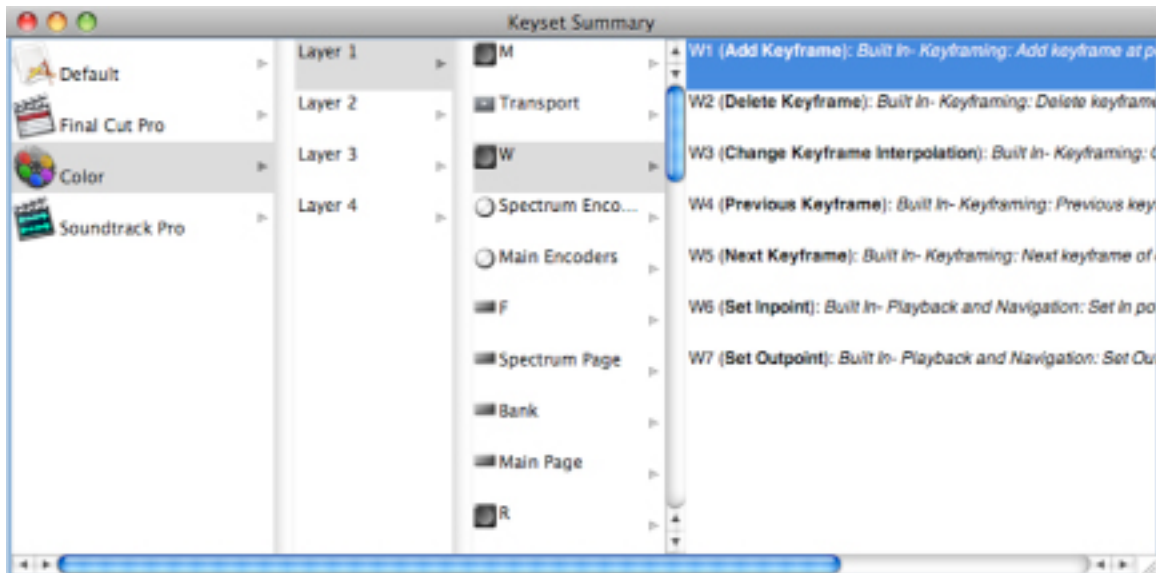 Keyset Summary
Default
Final Cut Pro
Color
Soundtrack Pro
Layer 1
Layer 2
Layer 3
Layer 4
M
Transport
W
Spectrum Enco...
Main Encoders
F
Spectrum Page
Bank
Main Page
R
W1 (Add Keyframe): Built In- Keyframing: Add keyframe at
W2 (Delete Keyframe): Built In- Keyframing: Delete keyframe
W3 (Change Keyframe Interpolation): Built In- Keyframing:
W4 (Previous Keyframe): Built In- Keyframing: Previous key
W5 (Next Keyframe): Built In- Keyframing: Next keyframe of
W6 (Set Inpoint): Built In- Playback and Navigation: Set In po
W7 (Set Outpoint): Built In- Playback and Navigation: Set Ou